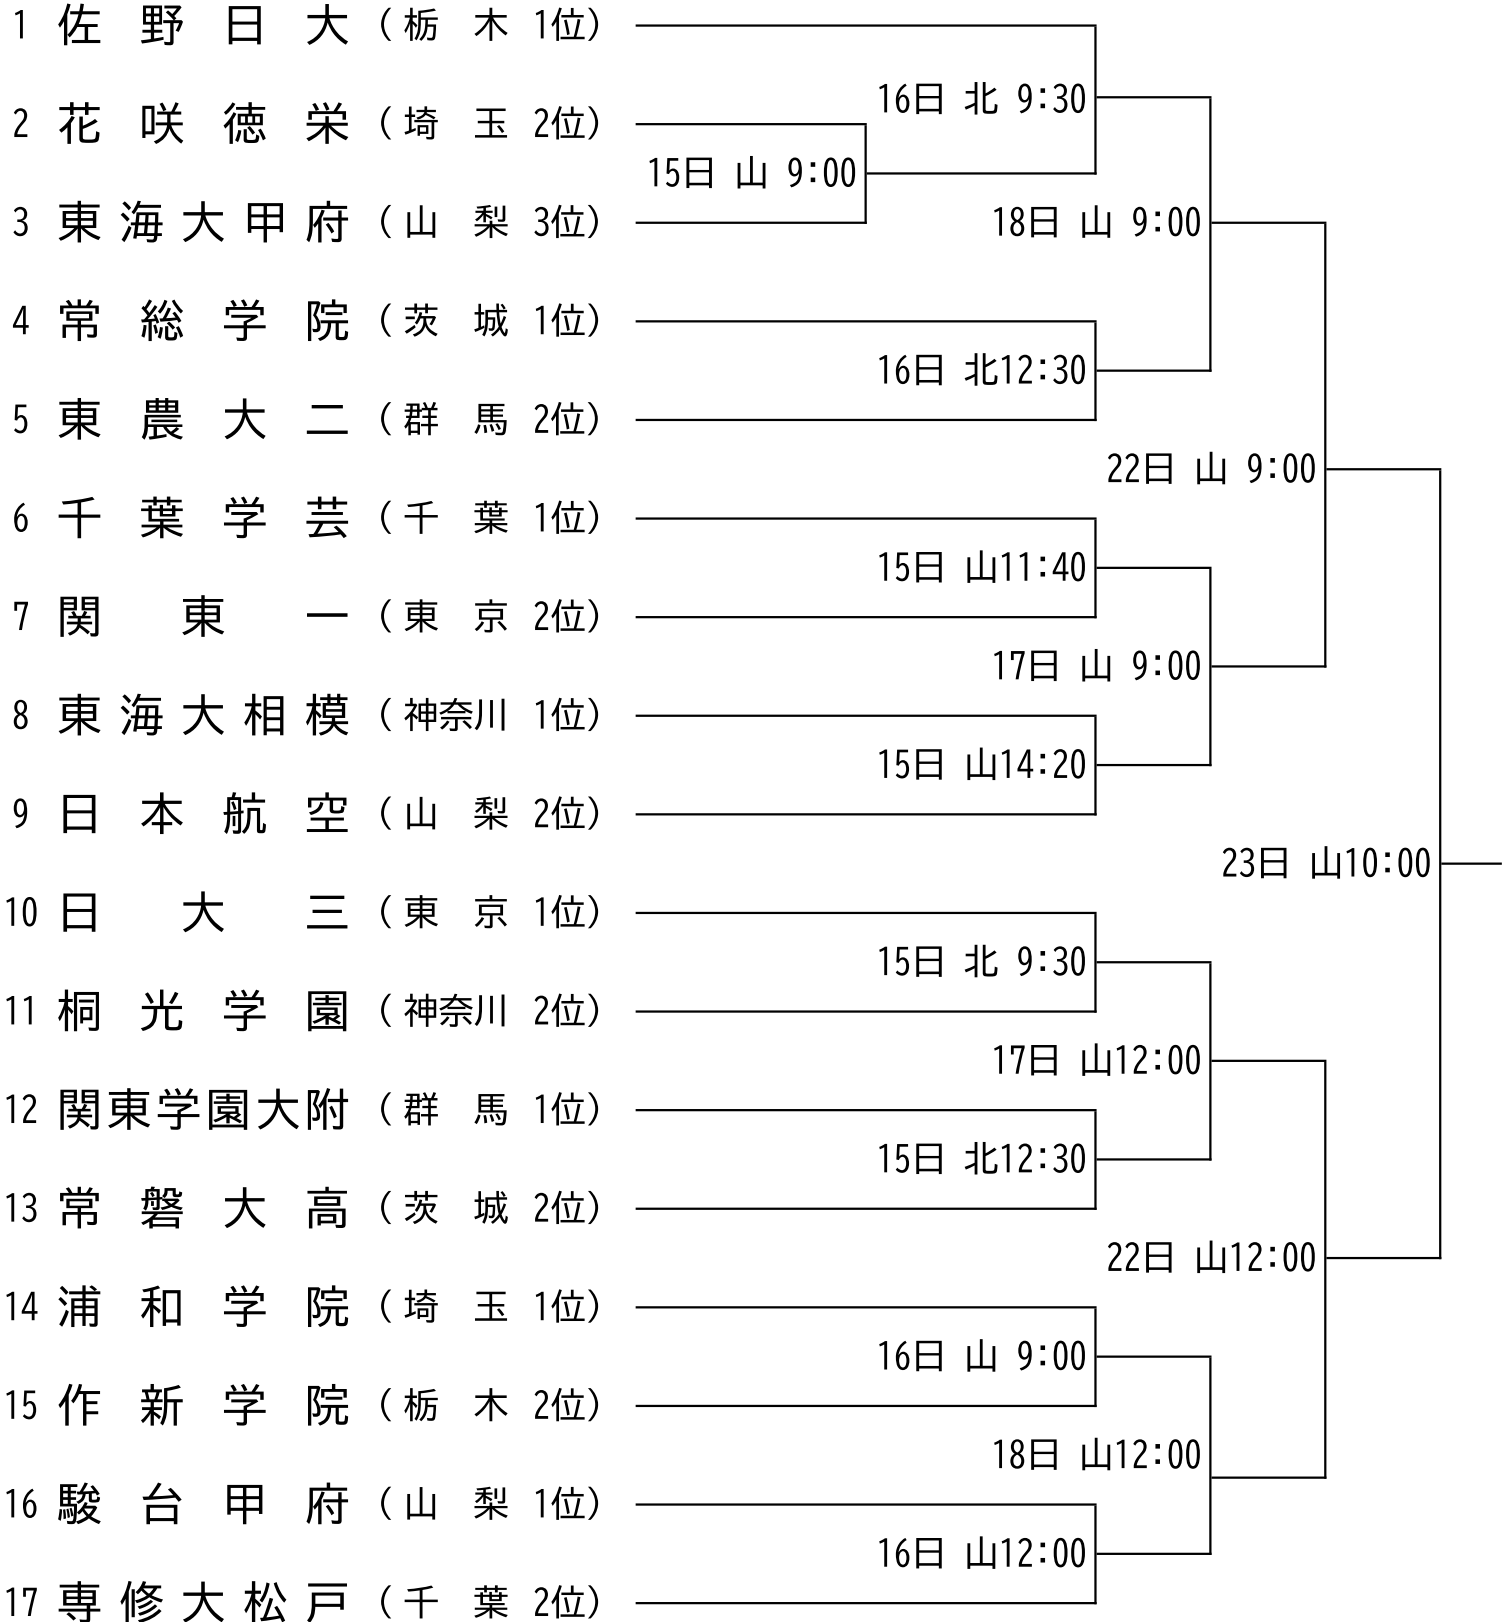 1 佐野日大（栃木 1位）
16日 北 9:30
2 花咲徳栄（埼玉 2位）
15日 山 9:00
3 東海大甲府（山梨 3位）
18日 山 9:00
4 常総学院（茨城 1位）
16日 北12:30
5 東農大二（群馬 2位）
22日 山 9:00
6 千葉学芸（千葉 1位）
15日 山11:40
7 関東一（東京 2位）
17日 山 9:00
8 東海大相模（神奈川 1位）
15日 山14:20
9 日本航空（山梨 2位）
23日 山10:00
10 日大三（東京 1位）
15日 北 9:30
11 桐光学園（神奈川 2位）
17日 山12:00
12 関東学園大附（群馬 1位）
15日 北12:30
13 常磐大高（茨城 2位）
22日 山12:00
14 浦和学院（埼玉 1位）
16日 山 9:00
15 作新学院（栃木 2位）
18日 山12:00
16 駿台甲府（山梨 1位）
16日 山12:00
17 専修大松戸（千葉 2位）